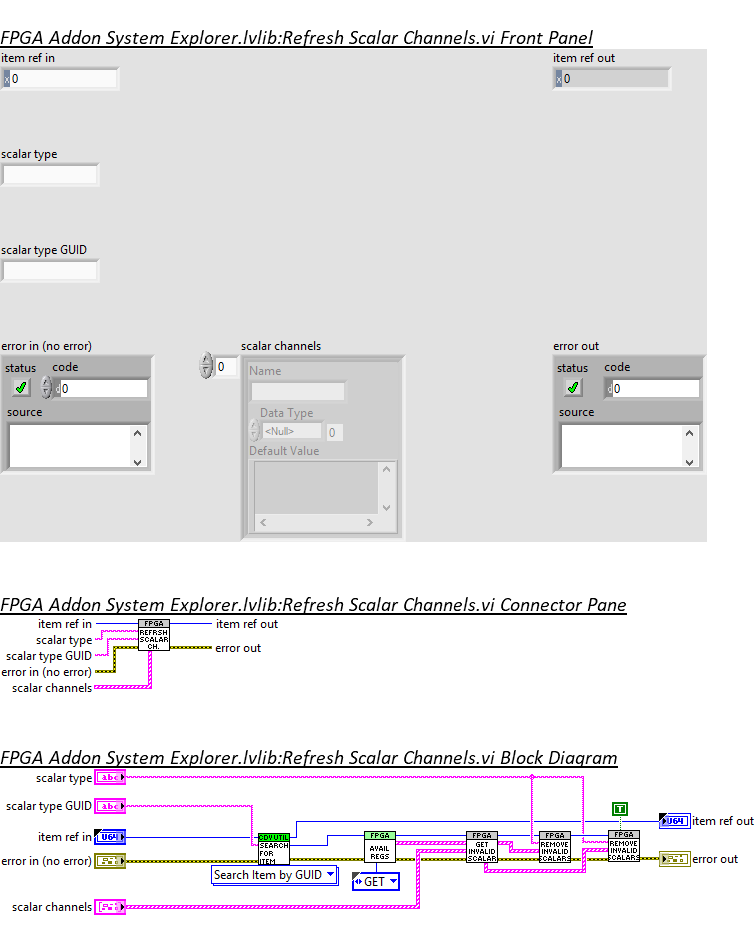 FPGA Addon System Explorer.lvlib:Refresh Scalar Channels.vi Front Panel
item ref in
item ref out
x 0
x 0
scalar type
scalar type GUID
error in (no error)
scalar channels
error out
status code
0
Name
status code
d 0
d 0
source
Data Type
source
<Null> 0
Default Value
FPGA Addon System Explorer.lvlib:Refresh Scalar Channels.vi Connector Pane
item ref in
FPGA
item ref out
scalar type
REFRSH
SCALAR
CH.
scalar type GUID
error out
error in (no error)
scalar channels
FPGA Addon System Explorer.lvlib:Refresh Scalar Channels.vi Block Diagram
scalar type abc
scalar type GUID abc
T
U64 item ref out
item ref in U64
SEARCH
FOR
ITEM
FPGA
AVAIL
REGS
FPGA
GET
INVALID
SCALAR
FPGA
REMOVE
INVALID
SCALARS
FPGA
REMOVE
INVALID
SCALARS
error in (no error)
error out
Search Item by GUID
GET
scalar channels